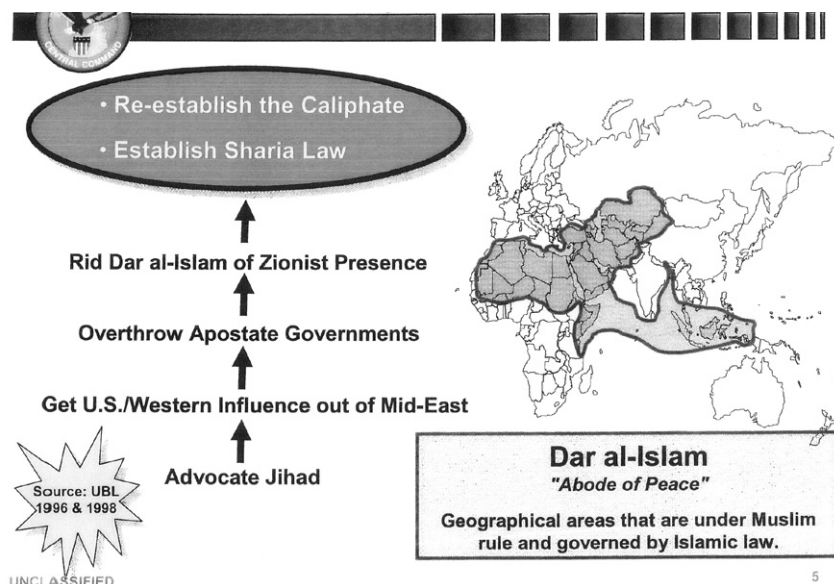 CENTRAL COMMAND
• Re-establish the Caliphate
• Establish Sharia Law
Rid Dar al-Islam of Zionist Presence
Overthrow Apostate Governments
Get U.S./Western Influence out of Mid-East
Advocate Jihad
Source: UBL
1996 & 1998
Dar al-Islam
"Abode of Peace"
Geographical areas that are under Muslim
rule and governed by Islamic law.
UNCLASSIFIED
5